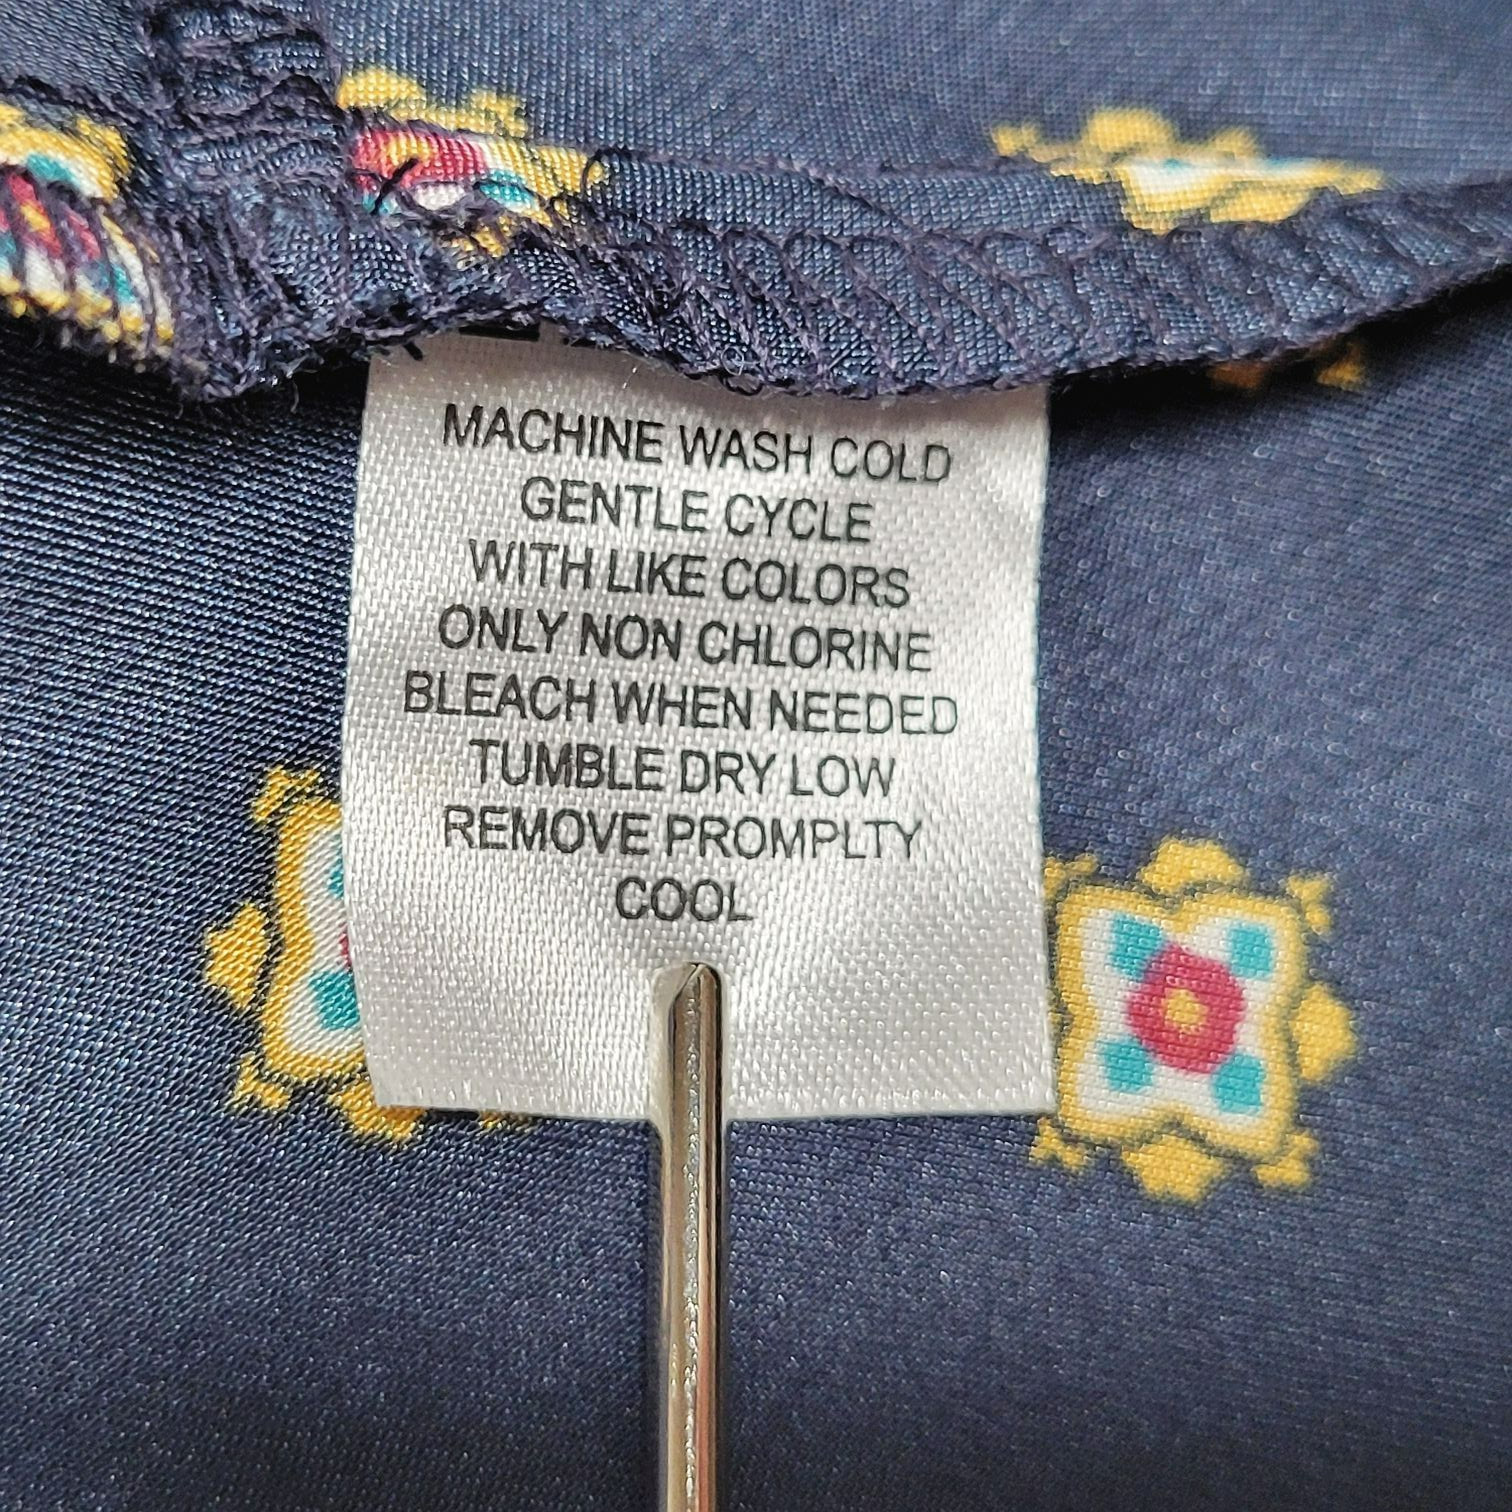 MACHINE WASH COLD
GENTLE CYCLE
WITH LIKE COLORS
ONLY NON CHLORINE
BLEACH WHEN NEEDED
TUMBLE DRY LOW
REMOVE PROMPLTY
COOL